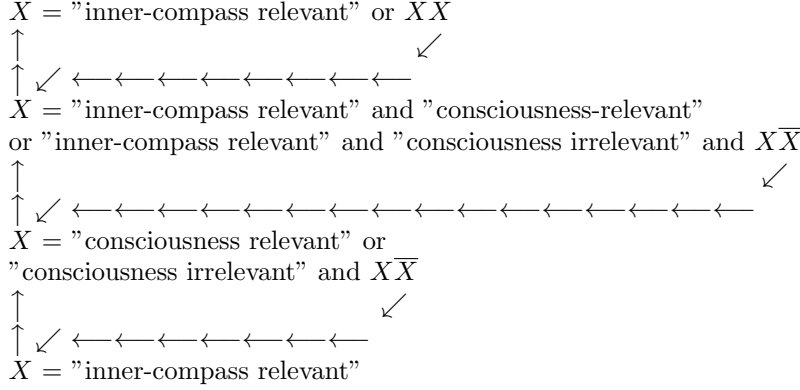 X = ”inner-compass relevant” or XX
↑ ↙
↑ ↙ ⟵⟵⟵⟵⟵⟵⟵⟵
X = ”inner-compass relevant” and ”consciousness-relevant”
or ”inner-compass relevant” and ”consciousness irrelevant” and XX̅
↑ ↙
↑ ↙ ⟵⟵⟵⟵⟵⟵⟵⟵⟵⟵⟵⟵⟵⟵⟵⟵
X = ”consciousness relevant” or
”consciousness irrelevant” and XX̅
↑ ↙
↑ ↙ ⟵⟵⟵⟵⟵⟵⟵
X = ”inner-compass relevant”